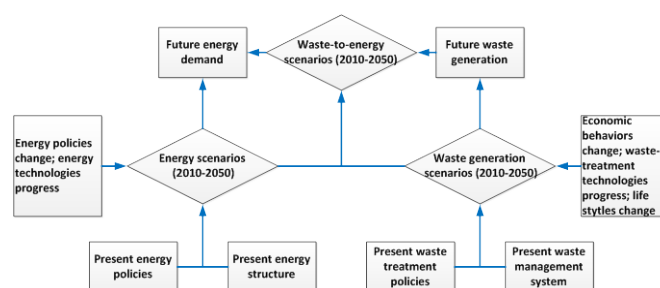 Future energy
demand
Waste-to-energy
scenarios (2010-2050)
Future waste
generation
Energy policies
change; energy
technologies
progress
Energy scenarios
(2010-2050)
Waste generation
scenarios (2010-2050)
Economic
behaviors
change; waste-
treatment
technologies
progress; life
stytles change
Present energy
policies
Present energy
structure
Present waste
treatment
policies
Present waste
management
system